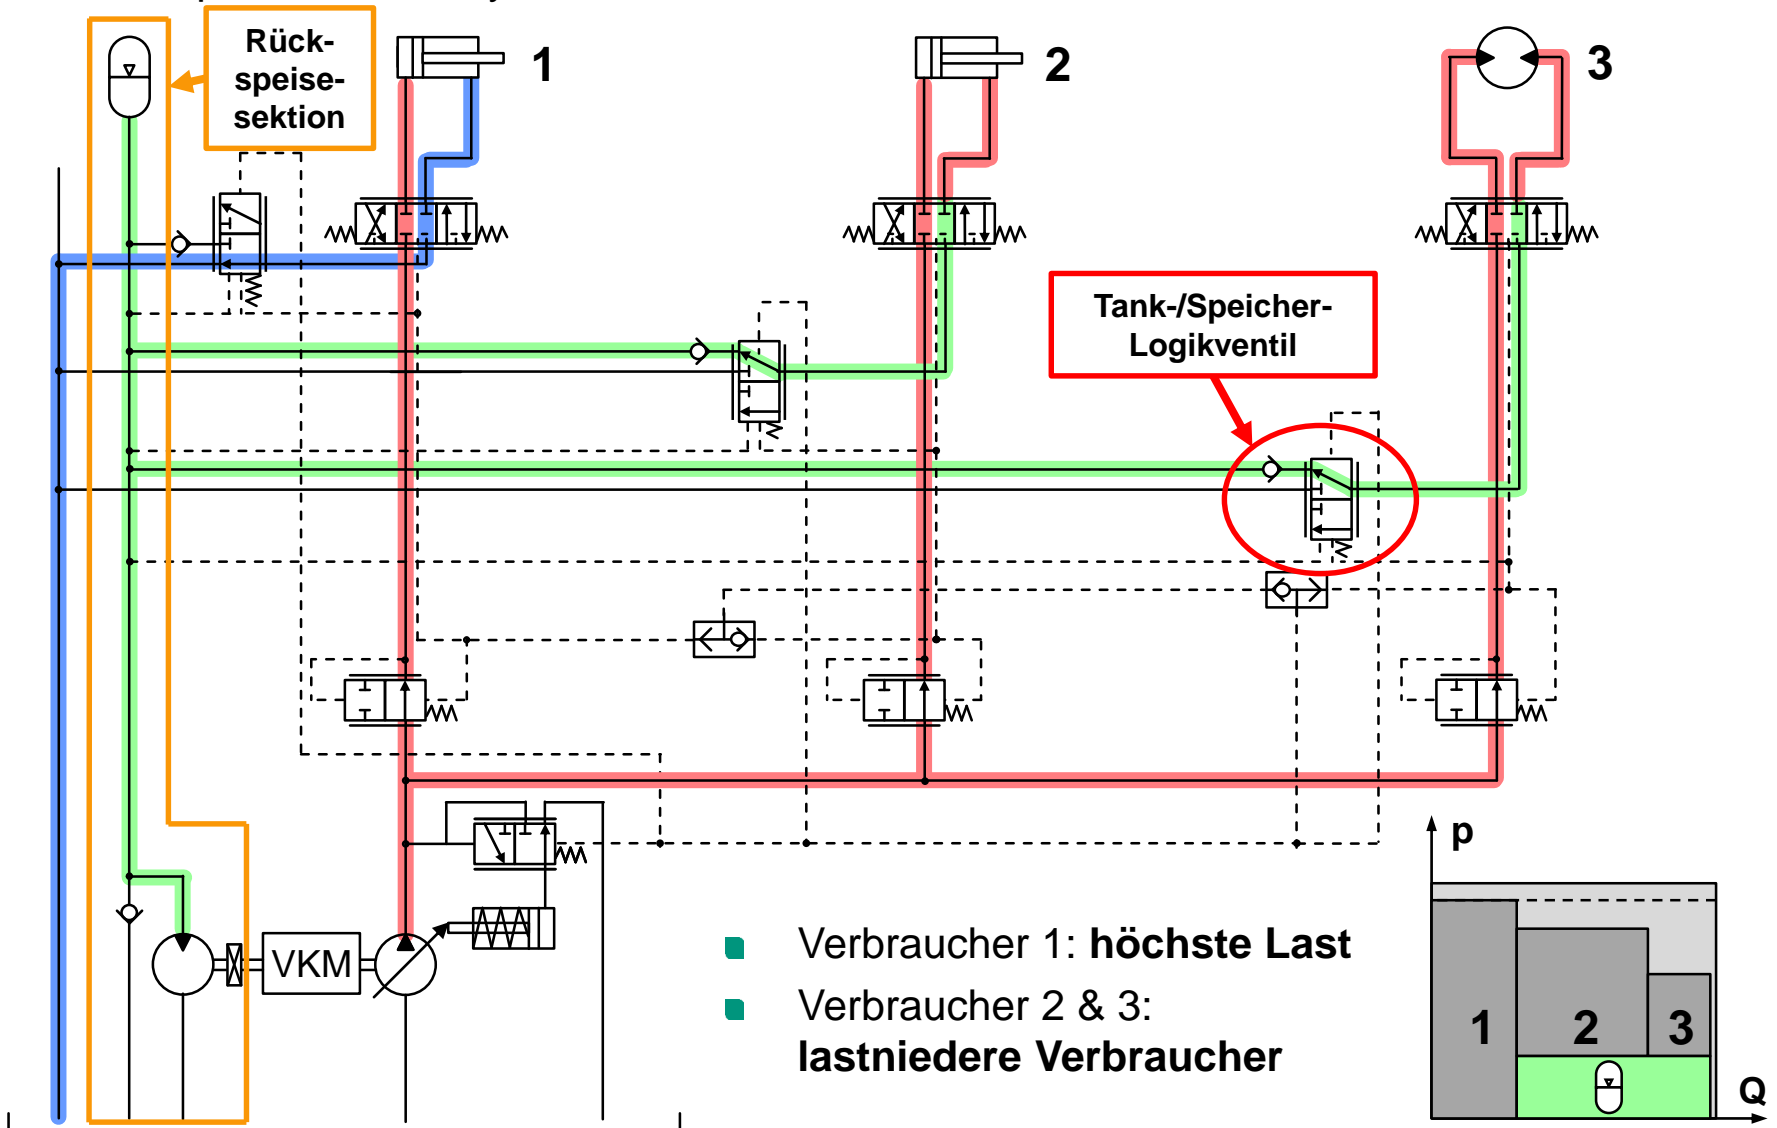 Rück-
speise-
sektion
1
2
3
Tank-/Speicher-
Logikventil
VKM
Verbraucher 1: höchste Last
Verbraucher 2 & 3:
lastniedere Verbraucher
p
1
2
3
Q